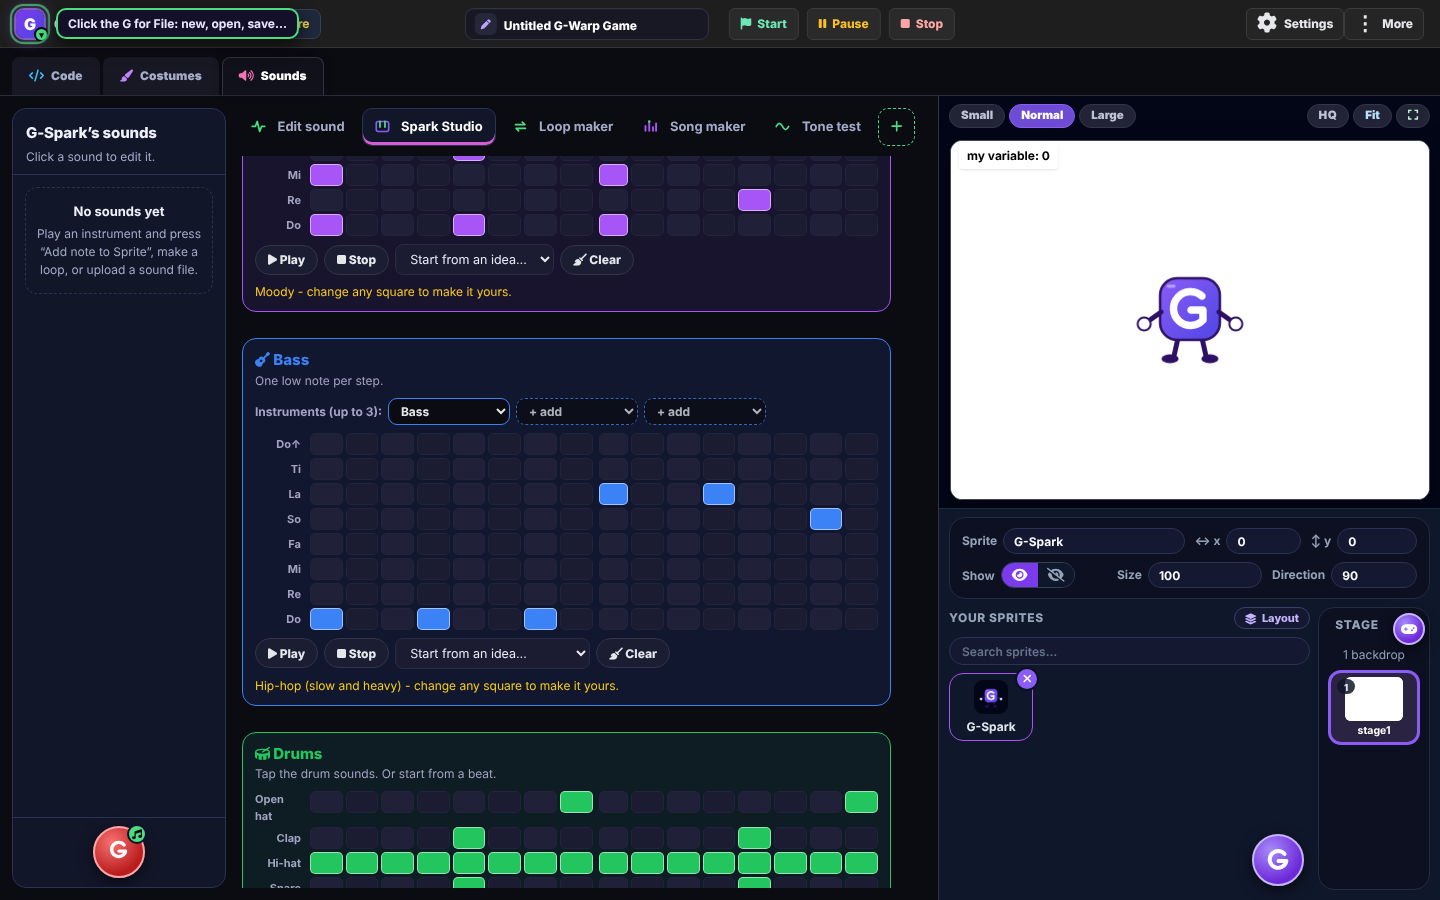 G
Click the G for File: new, open, save...
re
Untitled G-Warp Game
Start
Pause
Stop
Settings
More
Code
Costumes
Sounds
G-Spark's sounds
Click a sound to edit it.
No sounds yet
Play an instrument and press
“Add note to Sprite”, make a
loop, or upload a sound file.
G
Edit sound
Spark Studio
Loop maker
Song maker
Tone test
+
Mi
Re
Do
Play
Stop
Start from an idea...
Clear
Moody - change any square to make it yours.
Bass
One low note per step.
Instruments (up to 3):
Bass
+ add
+ add
Do↑
Ti
La
So
Fa
Mi
Re
Do
Play
Stop
Start from an idea...
Clear
Hip-hop (slow and heavy) - change any square to make it yours.
Drums
Tap the drum sounds. Or start from a beat.
Open
hat
Clap
Hi-hat
Snare
Small
Normal
Large
HQ
Fit
my variable: 0
G
Sprite
G-Spark
x
0
y
0
Show
Size
100
Direction
90
YOUR SPRITES
Layout
Search sprites...
G
G-Spark
STAGE
1 backdrop
1
stage1
G